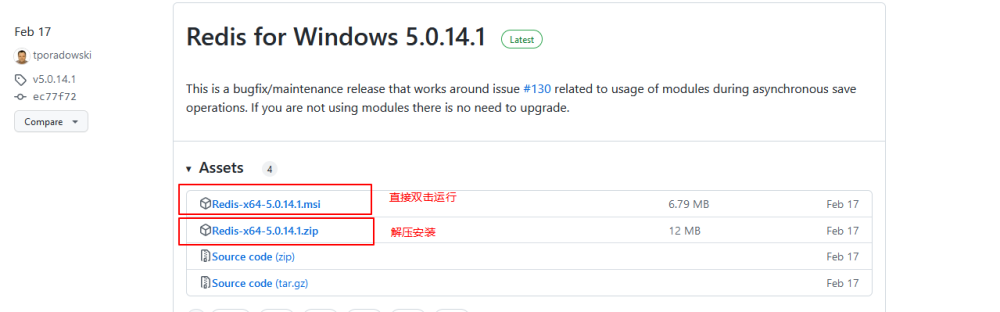 Feb 17
tporadowski
v5.0.14.1
ec77f72
Compare
Redis for Windows 5.0.14.1 Latest
This is a bugfix/maintenance release that works around issue #130 related to usage of modules during asynchronous save
operations. If you are not using modules there is no need to upgrade.
Assets 4
Redis-x64-5.0.14.1.msi 直接双击运行 6.79 MB Feb 17
Redis-x64-5.0.14.1.zip 解压安装 12 MB Feb 17
Source code (zip) Feb 17
Source code (tar.gz) Feb 17